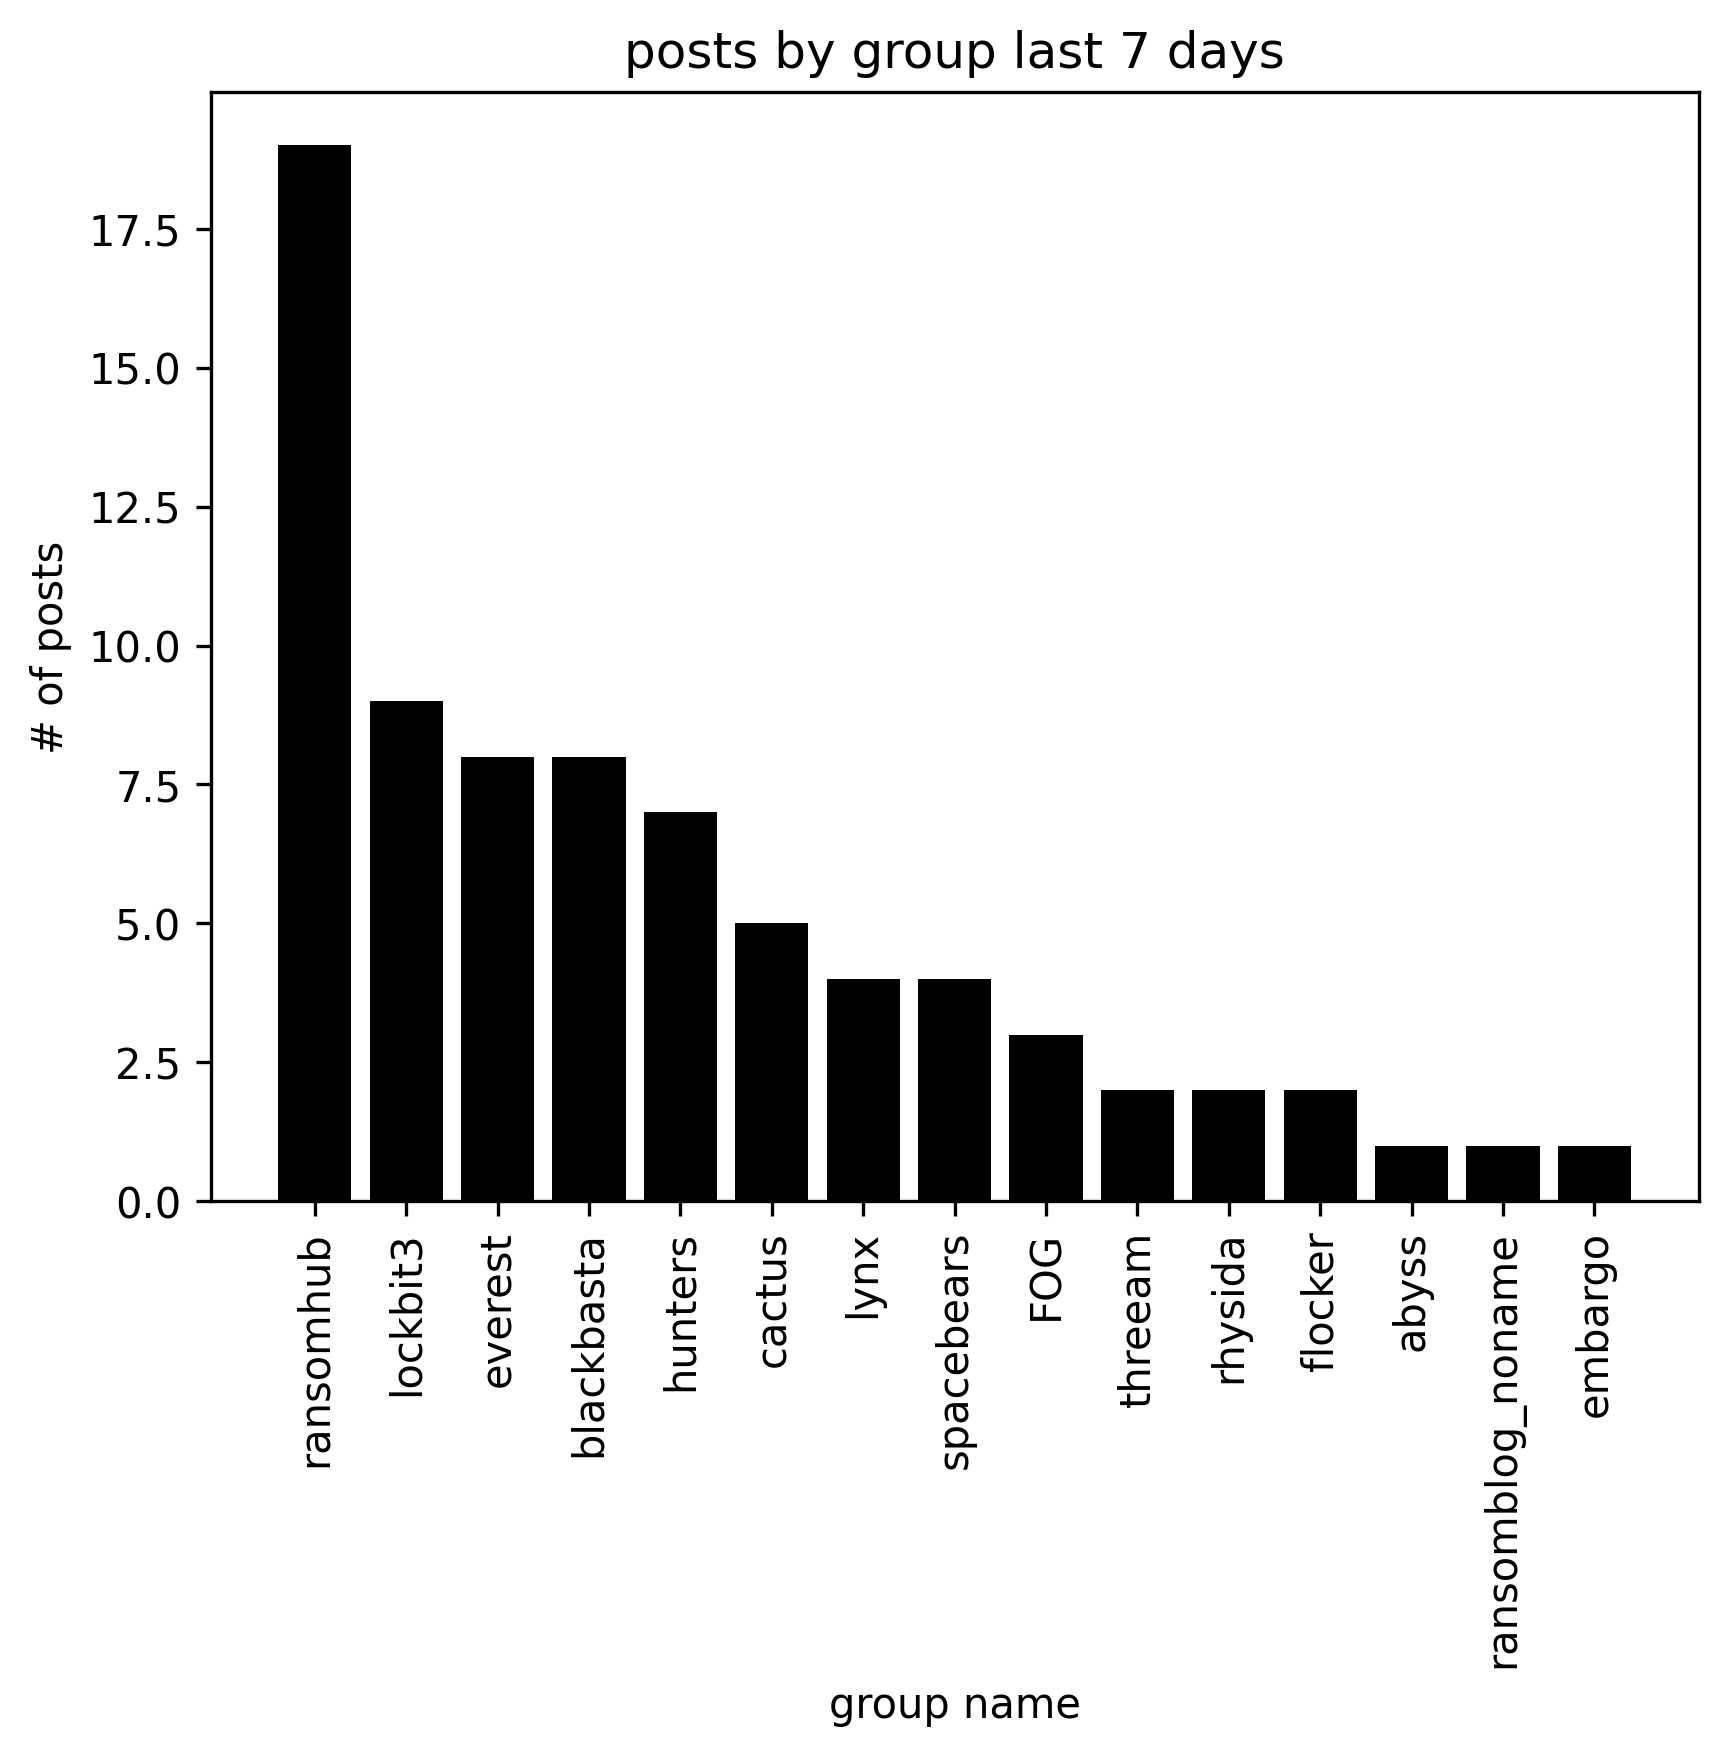 posts by group last 7 days
# of posts
17.5
15.0
12.5
10.0
7.5
5.0
2.5
0.0
ransomhub
lockbit3
everest
blackbasta
hunters
cactus
lynx
spacebears
FOG
threeam
rhysida
flocker
abyss
ransomblog_noname
embargo
group name